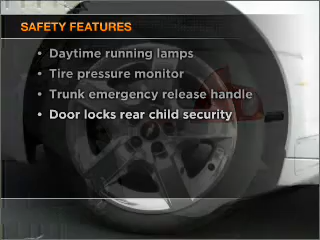 SAFETY FEATURES
• Daytime running lamps
• Tire pressure monitor
• Trunk emergency release handle
• Door locks rear child security